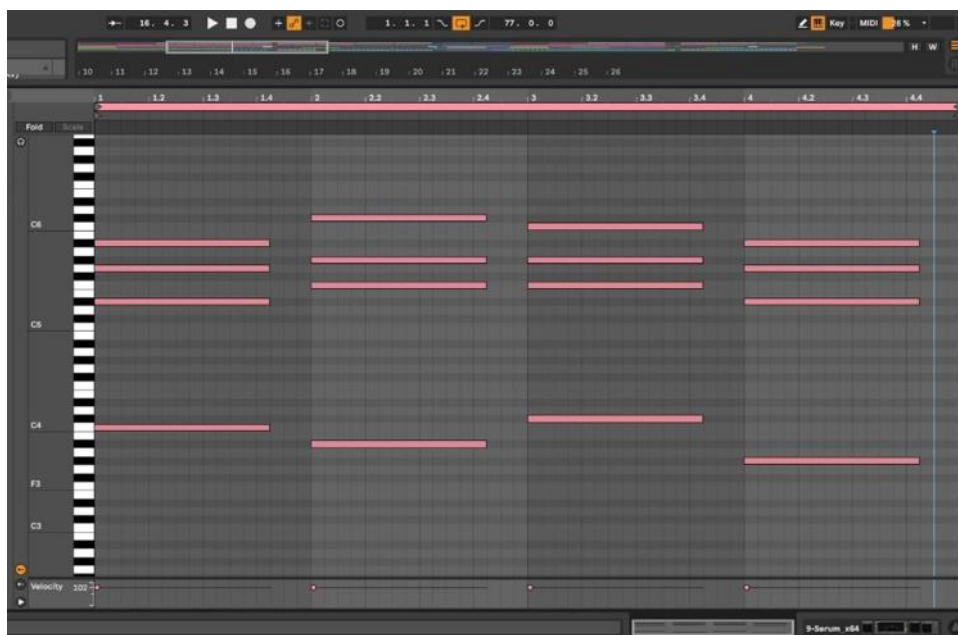 16. 4. 3 1. 1. 1 77. 0. 0 Key MIDI %
H W
10 11 12 13 14 15 16 17 18 19 20 21 22 23 24 25 26
1 1.2 1.3 1.4 2 2.2 2.3 2.4 3 3.2 3.3 3.4 4 4.2 4.3 4.4
Fold Scale
C6
C5
C4
F3
C3
Velocity 102
9-Serum_x64